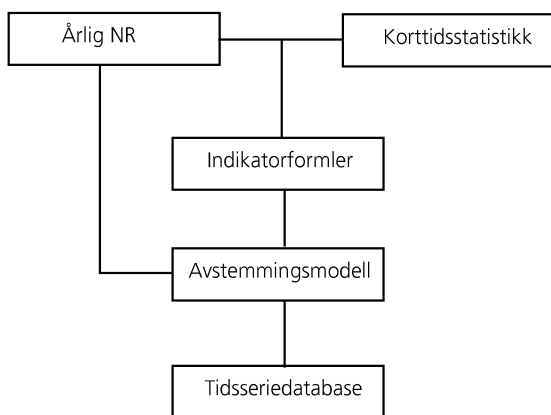 Årlig NR
Korttidsstatistikk
Indikatorformler
Avstemmingsmodell
Tidsseriedatabase